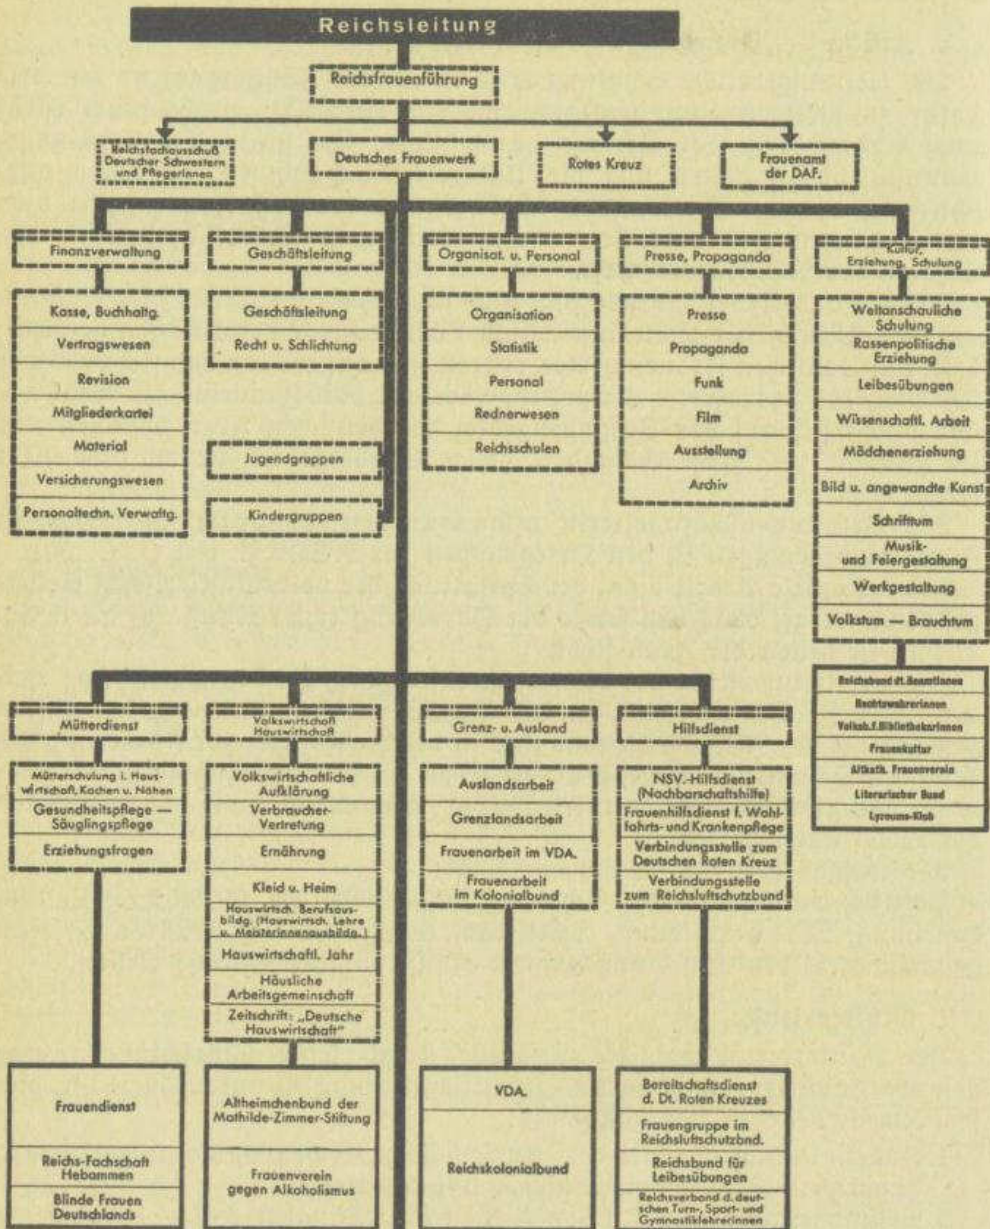 Reichsleitung
Reichsfrauenführung
Reichsfachausschuß
Deutscher Schwestern
und Pflegerinnen
Deutsches Frauenwerk
Rotes Kreuz
Frauenamt
der DAF.
Finanzverwaltung
Kasse, Buchhaltg.
Vertragswesen
Revision
Mitgliederkartei
Material
Versicherungswesen
Personaltechn. Verwaltg.
Geschäftsleitung
Geschäftsleitung
Recht u. Schlichtung
Jugendgruppen
Kindergruppen
Organisat. u. Personal
Organisation
Statistik
Personal
Rednerwesen
Reichsschulen
Presse, Propaganda
Presse
Propaganda
Funk
Film
Ausstellung
Archiv
Kultur,
Erziehung, Schulung
Weltanschauliche
Schulung
Rassenpolitische
Erziehung
Leibesübungen
Wissenschaftl. Arbeit
Mädchenerziehung
Bild u. angewandte Kunst
Schrifttum
Musik-
und Feiergestaltung
Werkgestaltung
Volkstum — Brauchtum
Reichsbund dt. Beamtinnen
Rechtswahrerinnen
Volksb. f. Bibliothekarinnen
Frauenkultur
Altkath. Frauenverein
Literarischer Bund
Lyzeums-Klub
Mütterdienst
Mütterschulung i. Haus-
wirtschaft, Kochen u. Nähen
Gesundheitspflege —
Säuglingspflege
Erziehungsfragen
Frauendienst
Reichs-Fachschaft
Hebammen
Blinde Frauen
Deutschlands
Volkswirtschaft
Hauswirtschaft
Volkswirtschaftliche
Aufklärung
Verbraucher-
Vertretung
Ernährung
Kleid u. Heim
Hauswirtsch. Berufsaus-
bildg. (Hauswirtsch. Lehre
u. Meisterinnenausbildg.)
Hauswirtschaftl. Jahr
Häusliche
Arbeitsgemeinschaft
Zeitschrift: „Deutsche
Hauswirtschaft“
Altheimchenbund der
Mathilde-Zimmer-Stiftung
Frauenverein
gegen Alkoholismus
Grenz- u. Ausland
Auslandsarbeit
Grenzlandsarbeit
Frauenarbeit im VDA.
Frauenarbeit
im Kolonialbund
VDA.
Reichskolonialbund
Hilfsdienst
NSV.-Hilfsdienst
(Nachbarschaftshilfe)
Frauenhilfsdienst f. Wohl-
fahrts- und Krankenpflege
Verbindungsstelle zum
Deutschen Roten Kreuz
Verbindungsstelle
zum Reichsluftschutzbund
Bereitschaftsdienst
d. Dt. Roten Kreuzes
Frauengruppe im
Reichsluftschutzbnd.
Reichsbund für
Leibesübungen
Reichsverband d. deut-
schen Turn-, Sport- und
Gymnastiklehrerinnen